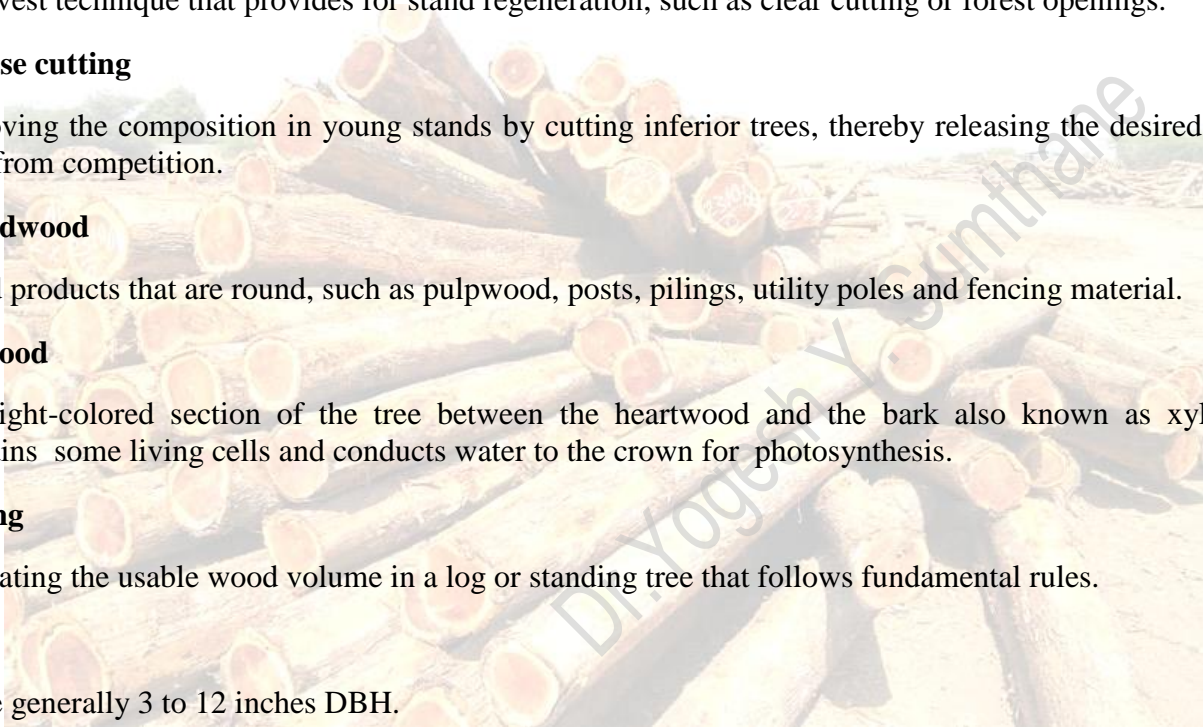 vest technique that provides for stand regeneration, such as clear cutting or forest openings.
se cutting
ving the composition in young stands by cutting inferior trees, thereby releasing the desired
from competition.
dwood
products that are round, such as pulpwood, posts, pilings, utility poles and fencing material.
ood
ight-colored section of the tree between the heartwood and the bark also known as xyl
ins some living cells and conducts water to the crown for photosynthesis.
ng
ating the usable wood volume in a log or standing tree that follows fundamental rules.
generally 3 to 12 inches DBH.
Dr.Yogesh Y. sumthane